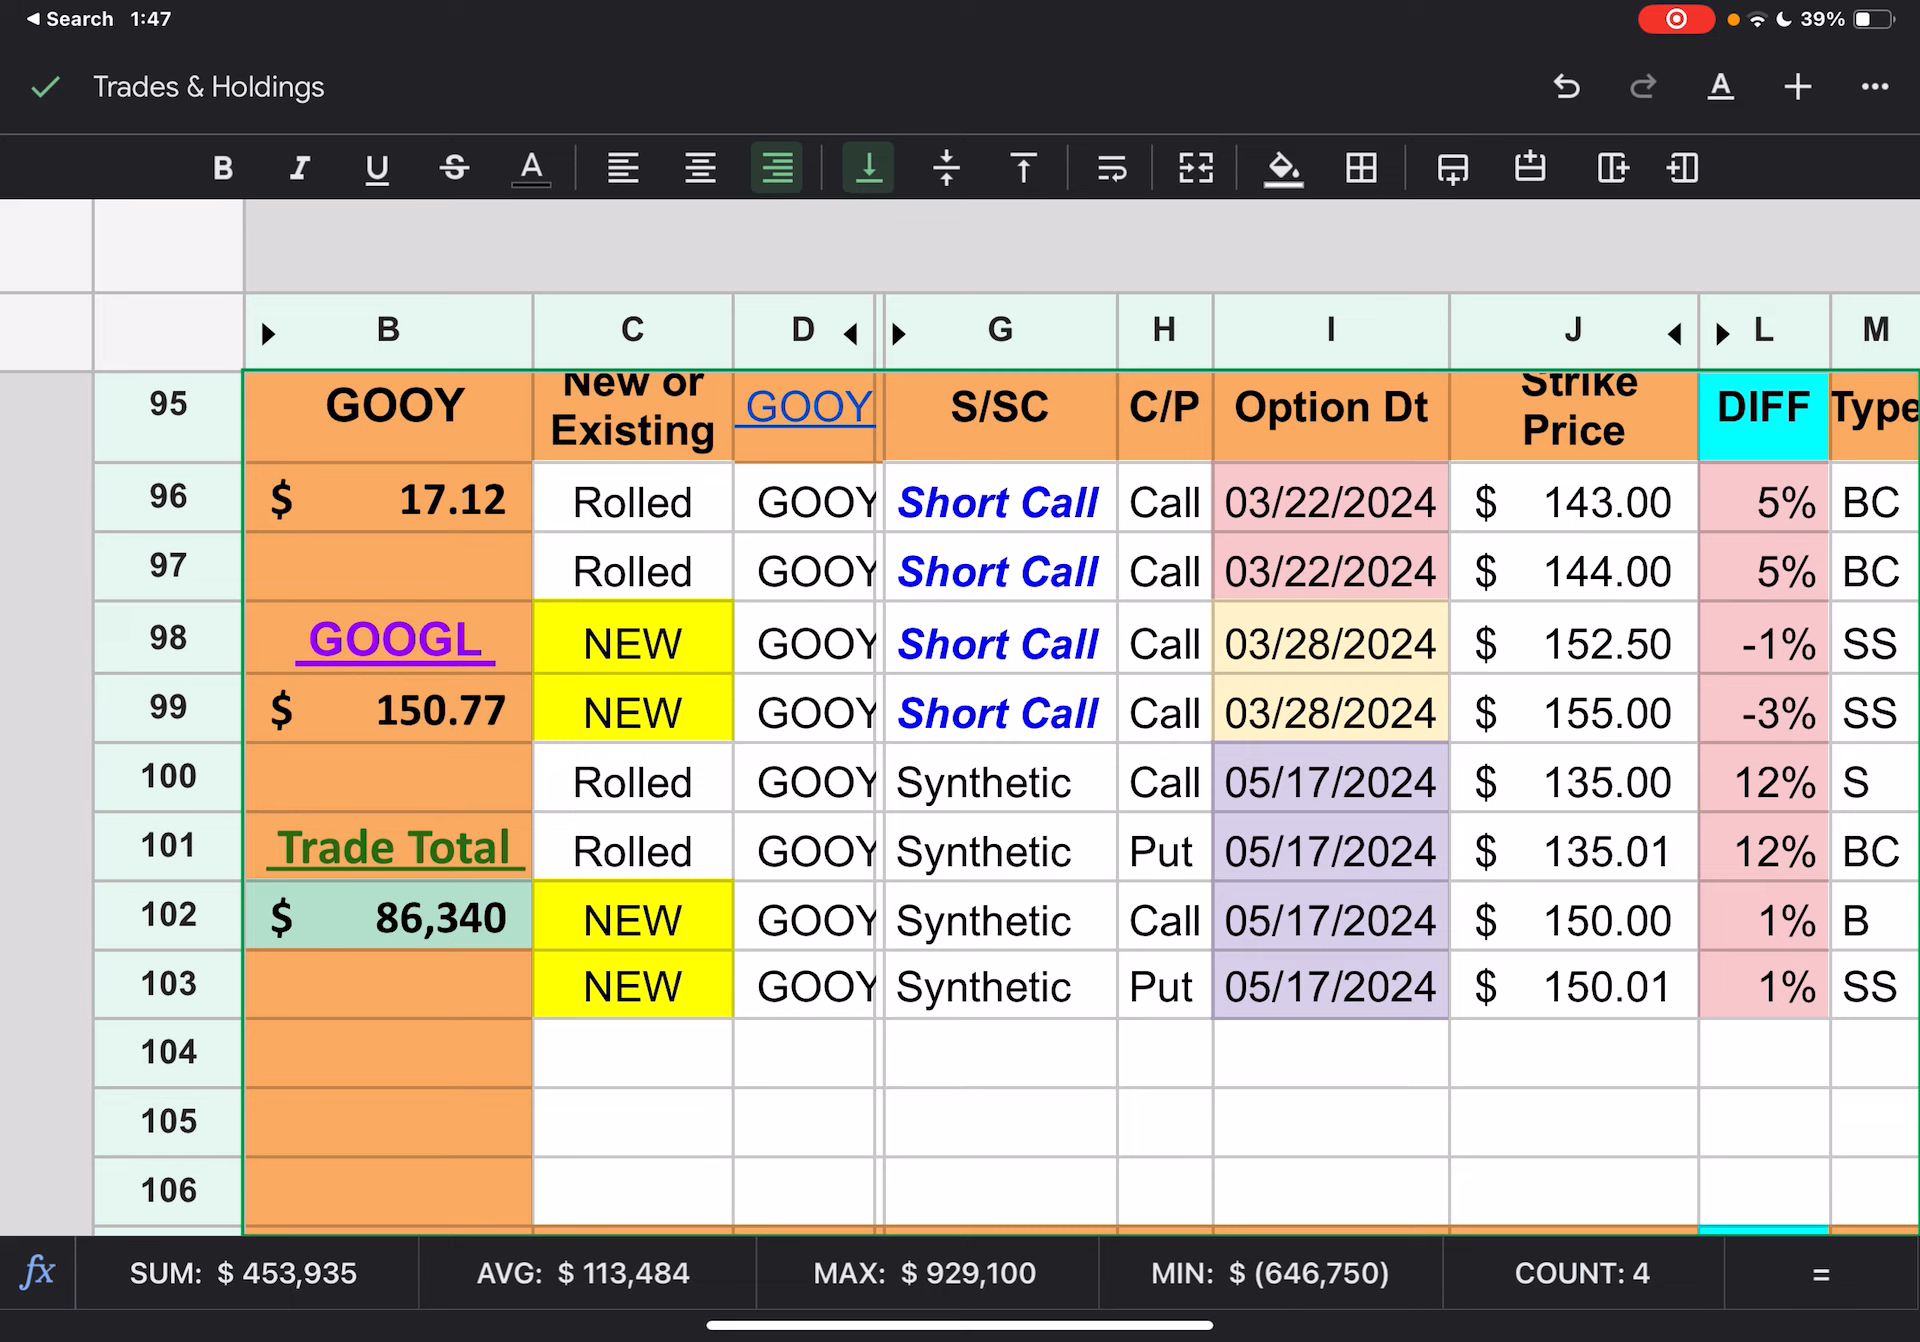 Search 1:47 39%
Trades & Holdings
B I U S A
B C D G H I J L M
95 GOOY New or Existing GOOY S/SC C/P Option Dt Strike Price DIFF Type
96 $ 17.12 Rolled GOOY Short Call Call 03/22/2024 $ 143.00 5% BC
97 Rolled GOOY Short Call Call 03/22/2024 $ 144.00 5% BC
98 GOOGL NEW GOOY Short Call Call 03/28/2024 $ 152.50 -1% SS
99 $ 150.77 NEW GOOY Short Call Call 03/28/2024 $ 155.00 -3% SS
100 Rolled GOOY Synthetic Call 05/17/2024 $ 135.00 12% S
101 Trade Total Rolled GOOY Synthetic Put 05/17/2024 $ 135.01 12% BC
102 $ 86,340 NEW GOOY Synthetic Call 05/17/2024 $ 150.00 1% B
103 NEW GOOY Synthetic Put 05/17/2024 $ 150.01 1% SS
104
105
106
fx SUM: $ 453,935 AVG: $ 113,484 MAX: $ 929,100 MIN: $ (646,750) COUNT: 4 =